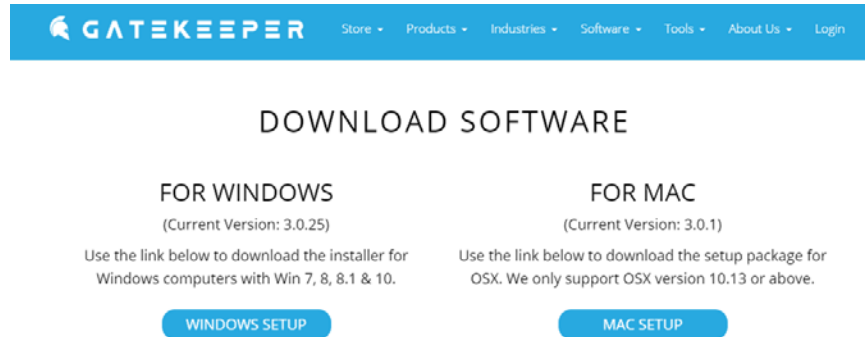 GATEKEEPER Store Products Industries Software Tools About Us Login
DOWNLOAD SOFTWARE
FOR WINDOWS
(Current Version: 3.0.25)
Use the link below to download the installer for
Windows computers with Win 7, 8, 8.1 & 10.
WINDOWS SETUP
FOR MAC
(Current Version: 3.0.1)
Use the link below to download the setup package for
OSX. We only support OSX version 10.13 or above.
MAC SETUP